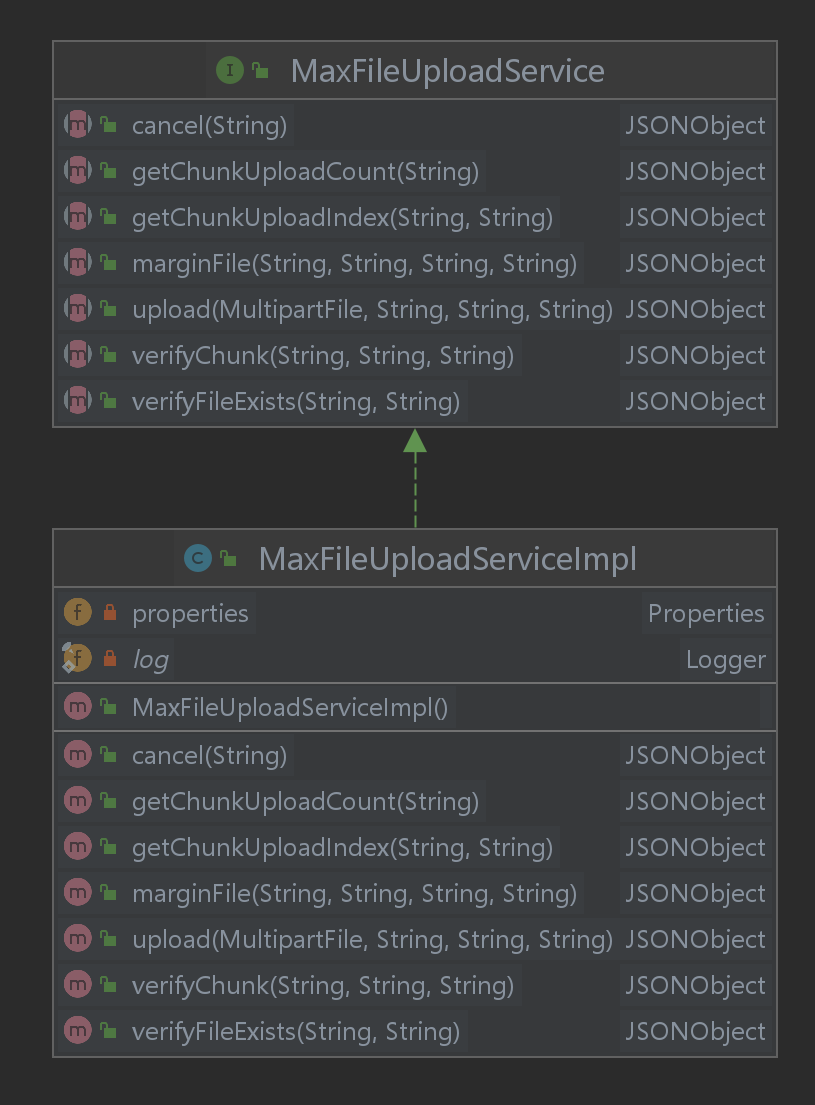 I MaxFileUploadService
m cancel(String) JSONObject
m getChunkUploadCount(String) JSONObject
m getChunkUploadIndex(String, String) JSONObject
m marginFile(String, String, String, String) JSONObject
m upload(MultipartFile, String, String, String) JSONObject
m verifyChunk(String, String, String) JSONObject
m verifyFileExists(String, String) JSONObject
C MaxFileUploadServiceImpl
f properties Properties
f log Logger
m MaxFileUploadServiceImpl()
m cancel(String) JSONObject
m getChunkUploadCount(String) JSONObject
m getChunkUploadIndex(String, String) JSONObject
m marginFile(String, String, String, String) JSONObject
m upload(MultipartFile, String, String, String) JSONObject
m verifyChunk(String, String, String) JSONObject
m verifyFileExists(String, String) JSONObject